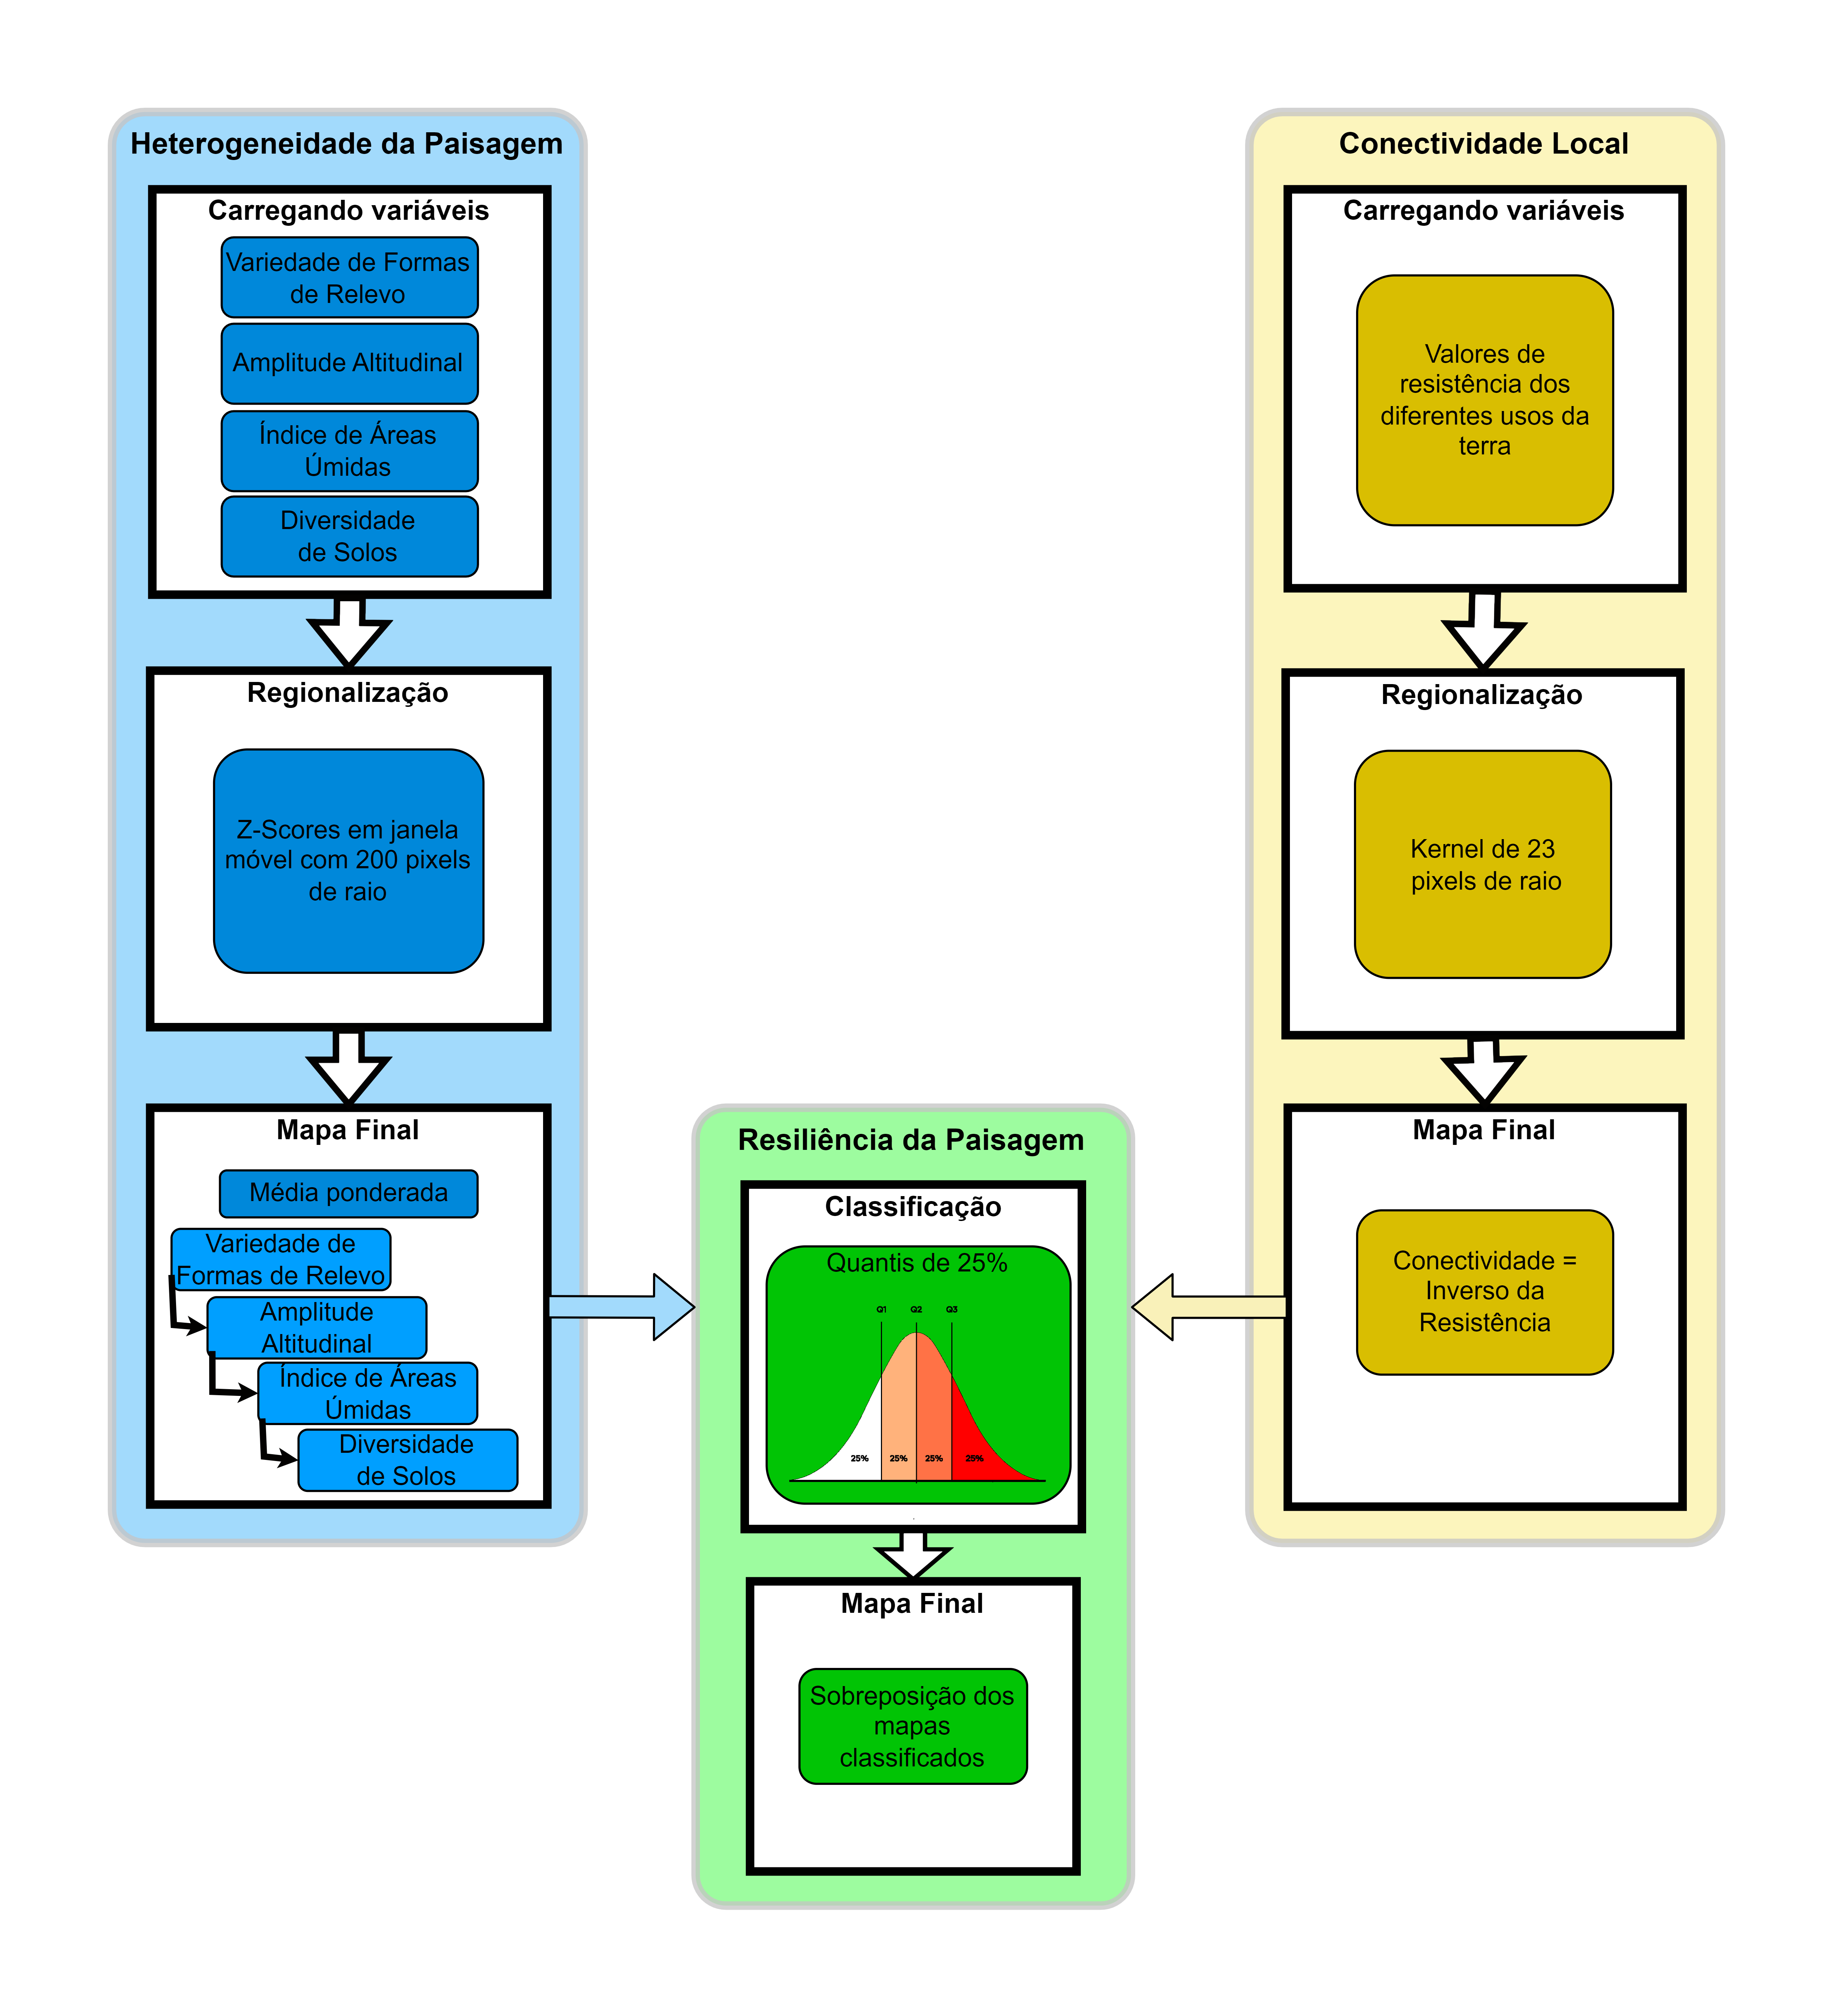 Heterogeneidade da Paisagem
Carregando variáveis
Variedade de Formas
de Relevo
Amplitude Altitudinal
Índice de Áreas
Úmidas
Diversidade
de Solos
Regionalização
Z-Scores em janela
móvel com 200 pixels
de raio
Mapa Final
Média ponderada
Variedade de
Formas de Relevo
Amplitude
Altitudinal
Índice de Áreas
Úmidas
Diversidade
de Solos
Conectividade Local
Carregando variáveis
Valores de
resistência dos
diferentes usos da
terra
Regionalização
Kernel de 23
pixels de raio
Mapa Final
Conectividade =
Inverso da
Resistência
Resiliência da Paisagem
Classificação
Quantis de 25%
Q1 Q2 Q3
25% 25% 25% 25%
Mapa Final
Sobreposição dos
mapas
classificados